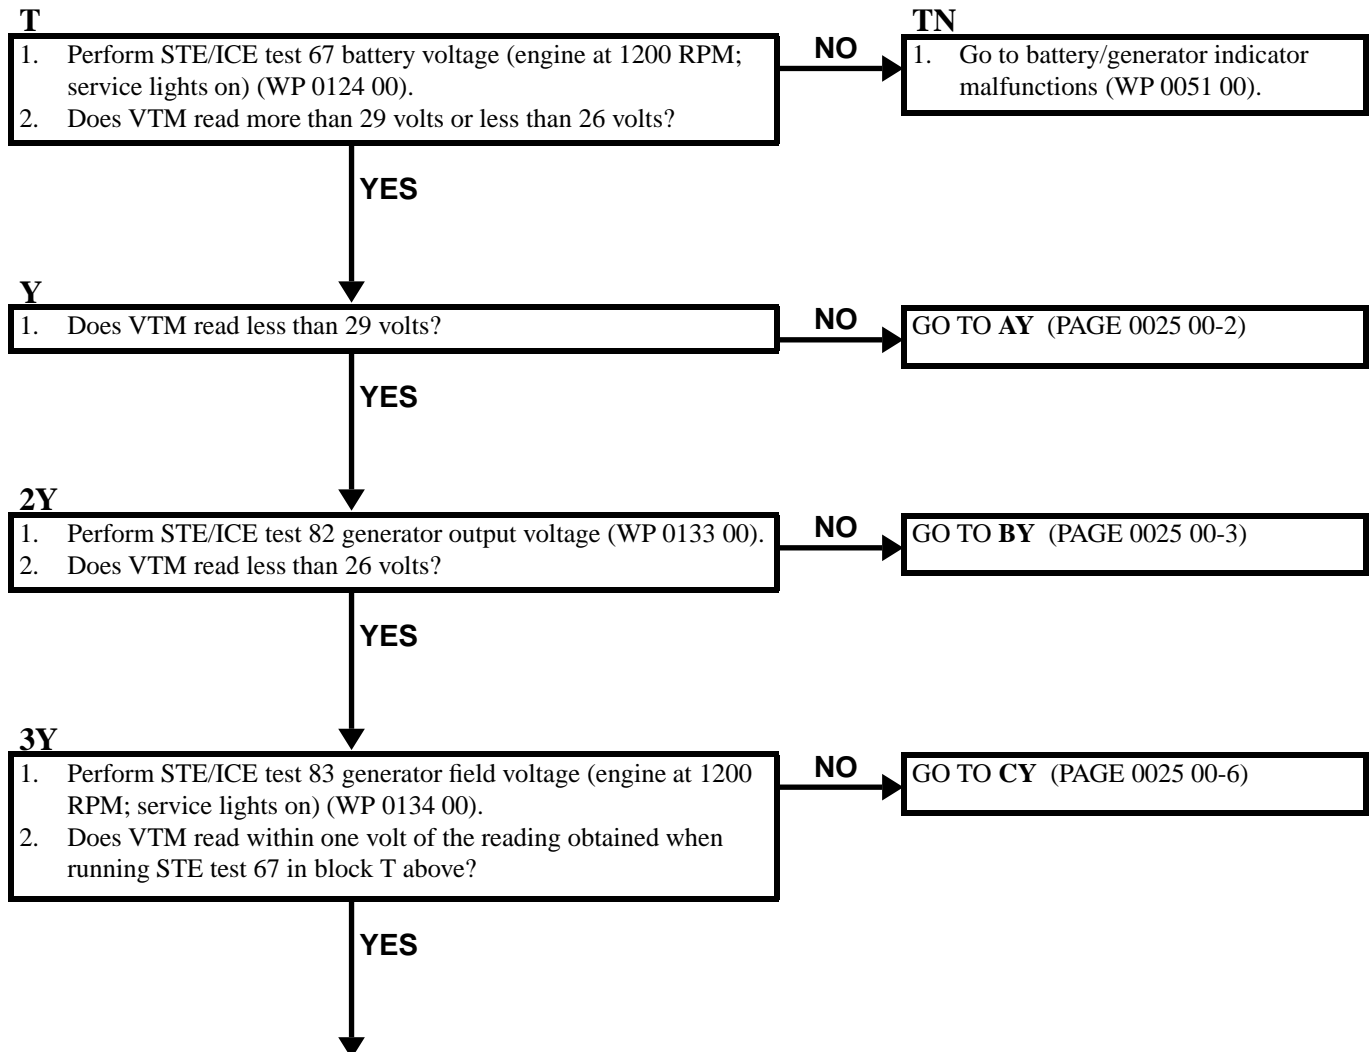 T
1. Perform STE/ICE test 67 battery voltage (engine at 1200 RPM;
service lights on) (WP 0124 00).
2. Does VTM read more than 29 volts or less than 26 volts?
NO
TN
1. Go to battery/generator indicator
malfunctions (WP 0051 00).
YES
Y
1. Does VTM read less than 29 volts?
NO
GO TO AY (PAGE 0025 00-2)
YES
2Y
1. Perform STE/ICE test 82 generator output voltage (WP 0133 00).
2. Does VTM read less than 26 volts?
NO
GO TO BY (PAGE 0025 00-3)
YES
3Y
1. Perform STE/ICE test 83 generator field voltage (engine at 1200
RPM; service lights on) (WP 0134 00).
2. Does VTM read within one volt of the reading obtained when
running STE test 67 in block T above?
NO
GO TO CY (PAGE 0025 00-6)
YES